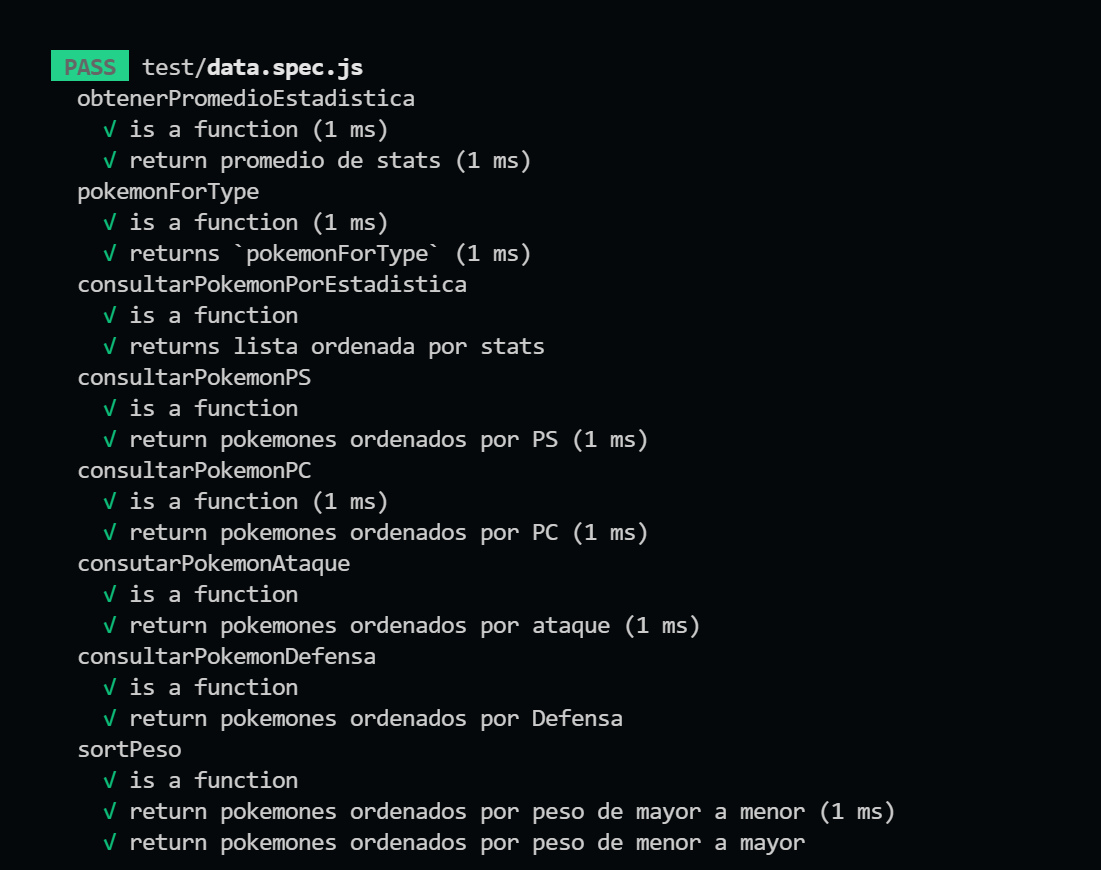 PASS test/data.spec.js
obtenerPromedioEstadistica
√ is a function (1 ms)
√ return promedio de stats (1 ms)
pokemonForType
√ is a function (1 ms)
√ returns `pokemonForType` (1 ms)
consultarPokemonPorEstadistica
√ is a function
√ returns lista ordenada por stats
consultarPokemonPS
√ is a function
√ return pokemones ordenados por PS (1 ms)
consultarPokemonPC
√ is a function (1 ms)
√ return pokemones ordenados por PC (1 ms)
consutarPokemonAtaque
√ is a function
√ return pokemones ordenados por ataque (1 ms)
consultarPokemonDefensa
√ is a function
√ return pokemones ordenados por Defensa
sortPeso
√ is a function
√ return pokemones ordenados por peso de mayor a menor (1 ms)
√ return pokemones ordenados por peso de menor a mayor